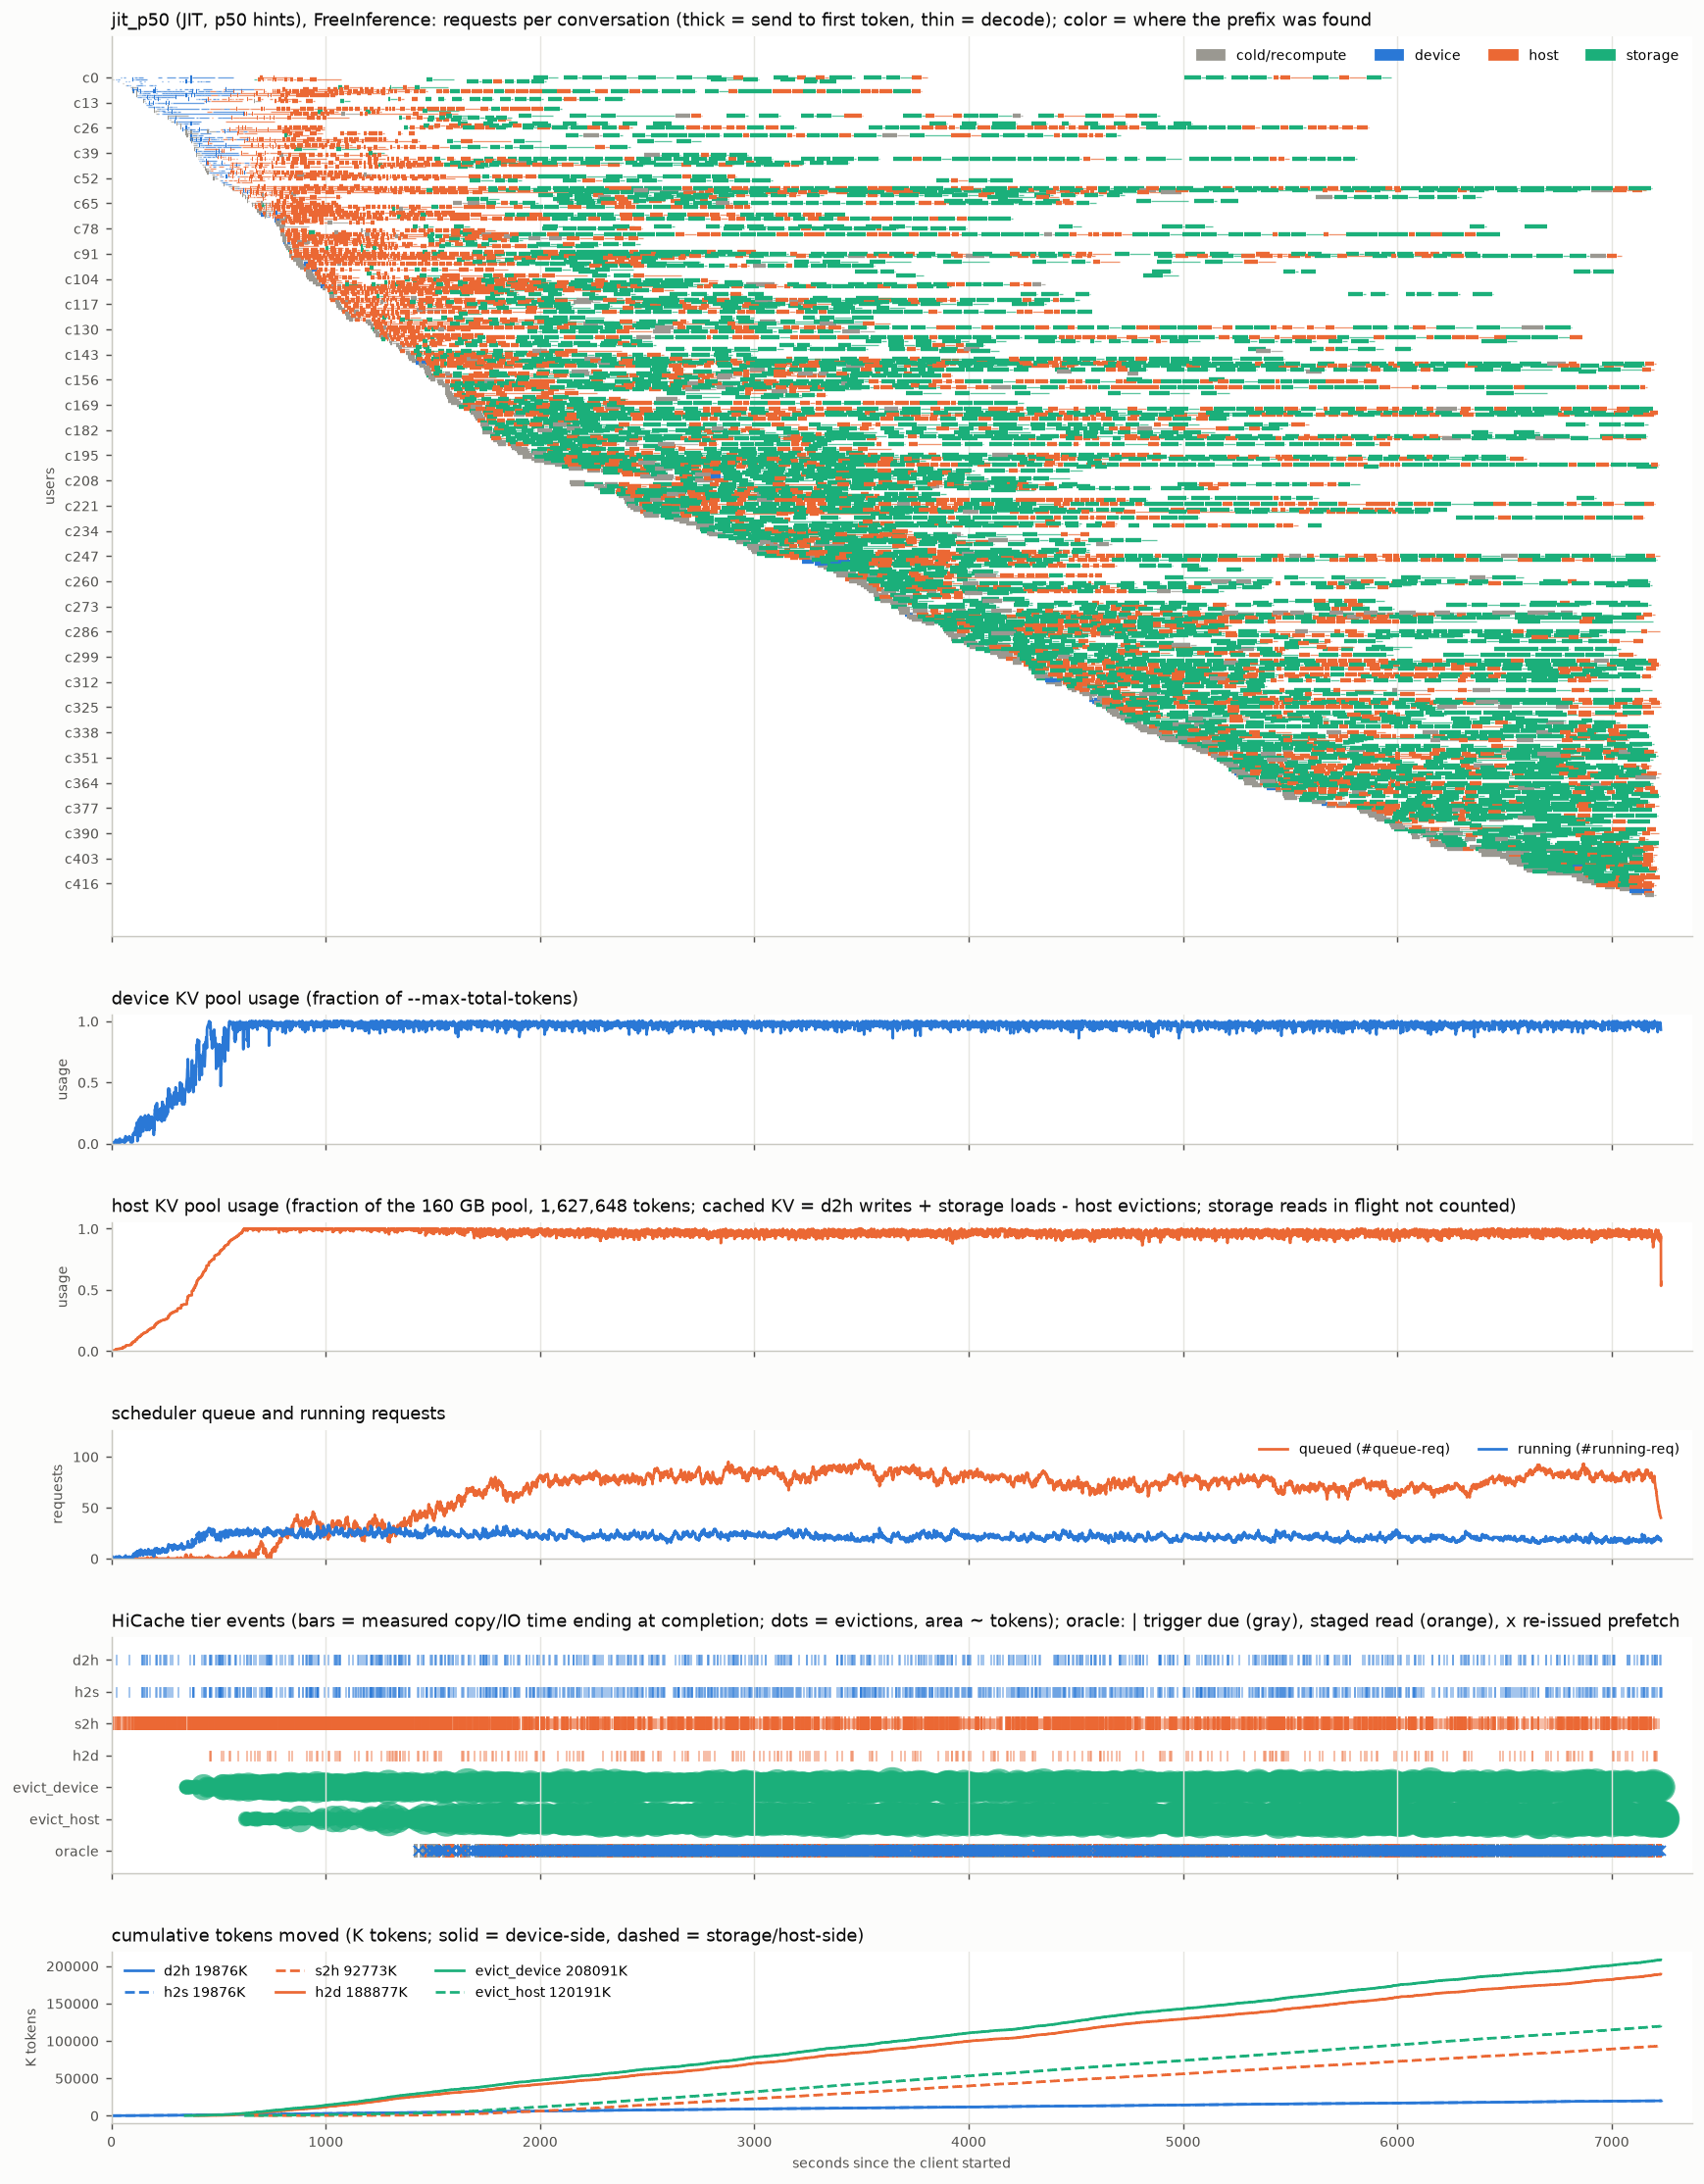 jit_p50 (JIT, p50 hints), FreeInference: requests per conversation (thick = send to first token, thin = decode); color = where the prefix was found
cold/recompute
device
host
storage
c0
c13
c26
c39
c52
c65
c78
c91
c104
c117
c130
c143
c156
c169
c182
c195
c208
c221
c234
c247
c260
c273
c286
c299
c312
c325
c338
c351
c364
c377
c390
c403
c416
users
device KV pool usage (fraction of --max-total-tokens)
1.0
0.5
0.0
usage
host KV pool usage (fraction of the 160 GB pool, 1,627,648 tokens; cached KV = d2h writes + storage loads - host evictions; storage reads in flight not counted)
1.0
0.5
0.0
usage
scheduler queue and running requests
queued (#queue-req)
running (#running-req)
100
50
0
requests
HiCache tier events (bars = measured copy/IO time ending at completion; dots = evictions, area ~ tokens); oracle: | trigger due (gray), staged read (orange), x re-issued prefetch
d2h
h2s
s2h
h2d
evict_device
evict_host
oracle
cumulative tokens moved (K tokens; solid = device-side, dashed = storage/host-side)
d2h 19876K
s2h 92773K
evict_device 208091K
h2s 19876K
h2d 188877K
evict_host 120191K
200000
150000
100000
50000
0
K tokens
0
1000
2000
3000
4000
5000
6000
7000
seconds since the client started